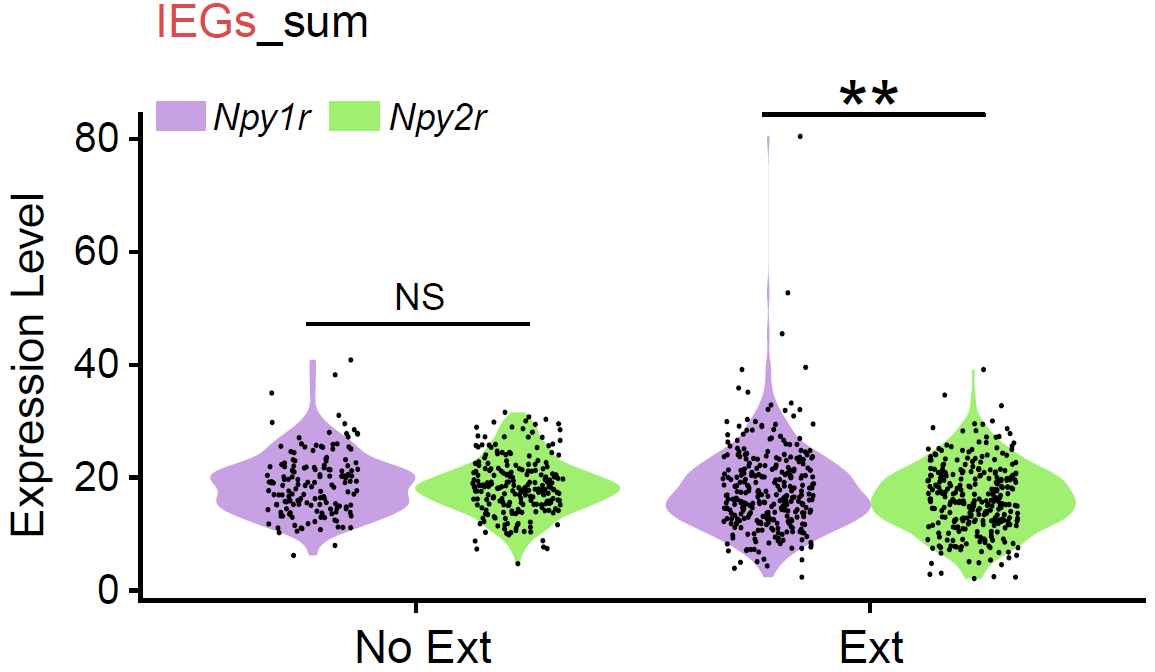 IEGs_sum
Npy1r Npy2r
**
80
60
NS
40
20
0
Expression Level
No Ext Ext